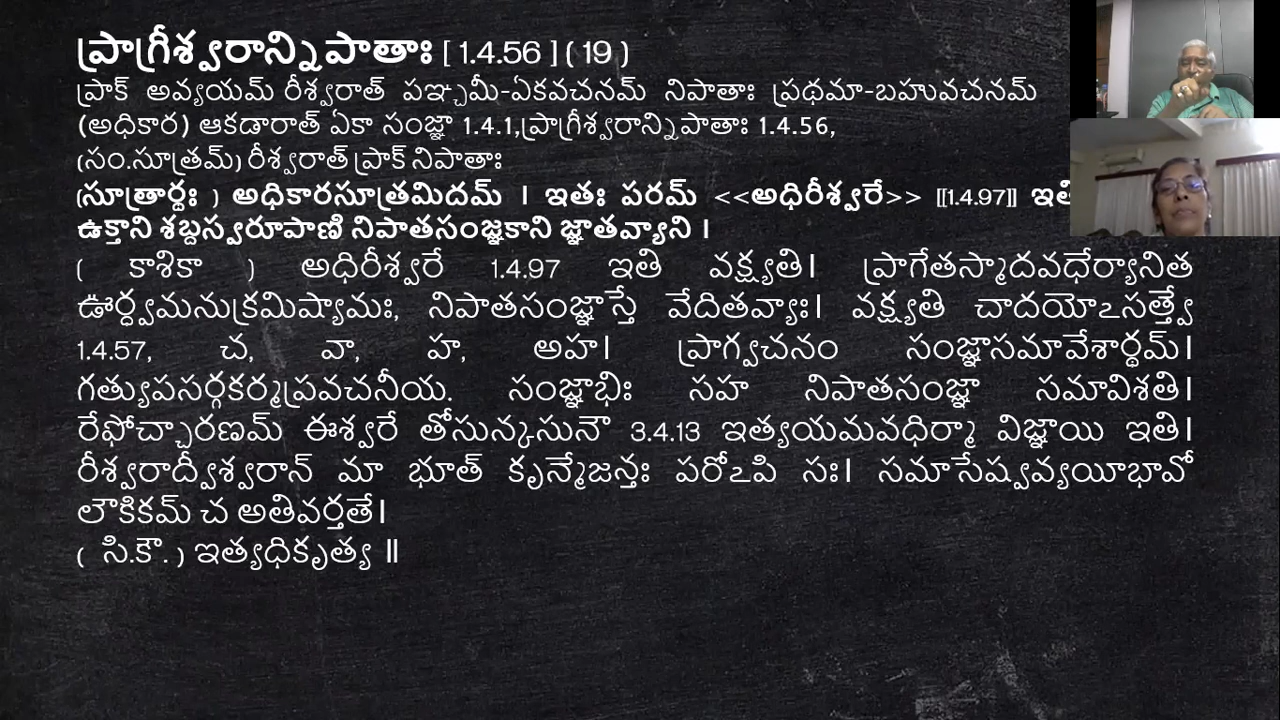 ప్రాగ్రీశ్వరాన్నిపాతాః [ 1.4.56 ] ( 19 )
ప్రాక్ అవ్యయమ్ రీశ్వరాత్ పఞ్చమీ-ఏకవచనమ్ నిపాతాః ప్రథమా-బహువచనమ్
(అధికార) ఆకడారాత్ ఏకా సంజ్ఞా 1.4.1,ప్రాగ్రీశ్వరాన్నిపాతాః 1.4.56,
(సం.సూత్రమ్) రీశ్వరాత్ ప్రాక్ నిపాతాః
(సూత్రార్థః ) అధికారసూత్రమిదమ్ । ఇతః పరమ్ <<అధిరీశ్వరే>> [[1.4.97]] ఇతి
ఉక్తాని శబ్దస్వరూపాణి నిపాతసంజ్ఞకాని జ్ఞాతవ్యాని ।
( కాశికా ) అధిరీశ్వరే 1.4.97 ఇతి వక్ష్యతి। ప్రాగేతస్మాదవధేర్యానిత
ఊర్ధ్వమనుక్రమిష్యామః, నిపాతసంజ్ఞాస్తే వేదితవ్యాః। వక్ష్యతి చాదయోఽసత్త్వే
1.4.57, చ, వా, హ, అహ। ప్రాగ్వచనం సంజ్ఞాసమావేశార్థమ్।
గత్యుపసర్గకర్మప్రవచనీయ. సంజ్ఞాభిః సహ నిపాతసంజ్ఞా సమావిశతి।
రేఫోచ్చారణమ్ ఈశ్వరే తోసున్కసునౌ 3.4.13 ఇత్యయమవధిర్మా విజ్ఞాయి ఇతి।
రీశ్వరాద్వీశ్వరాన్ మా భూత్ కృన్మేజన్తః పరోఽపి సః। సమాసేష్వవ్యయీభావో
లౌకికమ్ చ అతివర్తతే।
( సి.కౌ. ) ఇత్యధికృత్య ॥